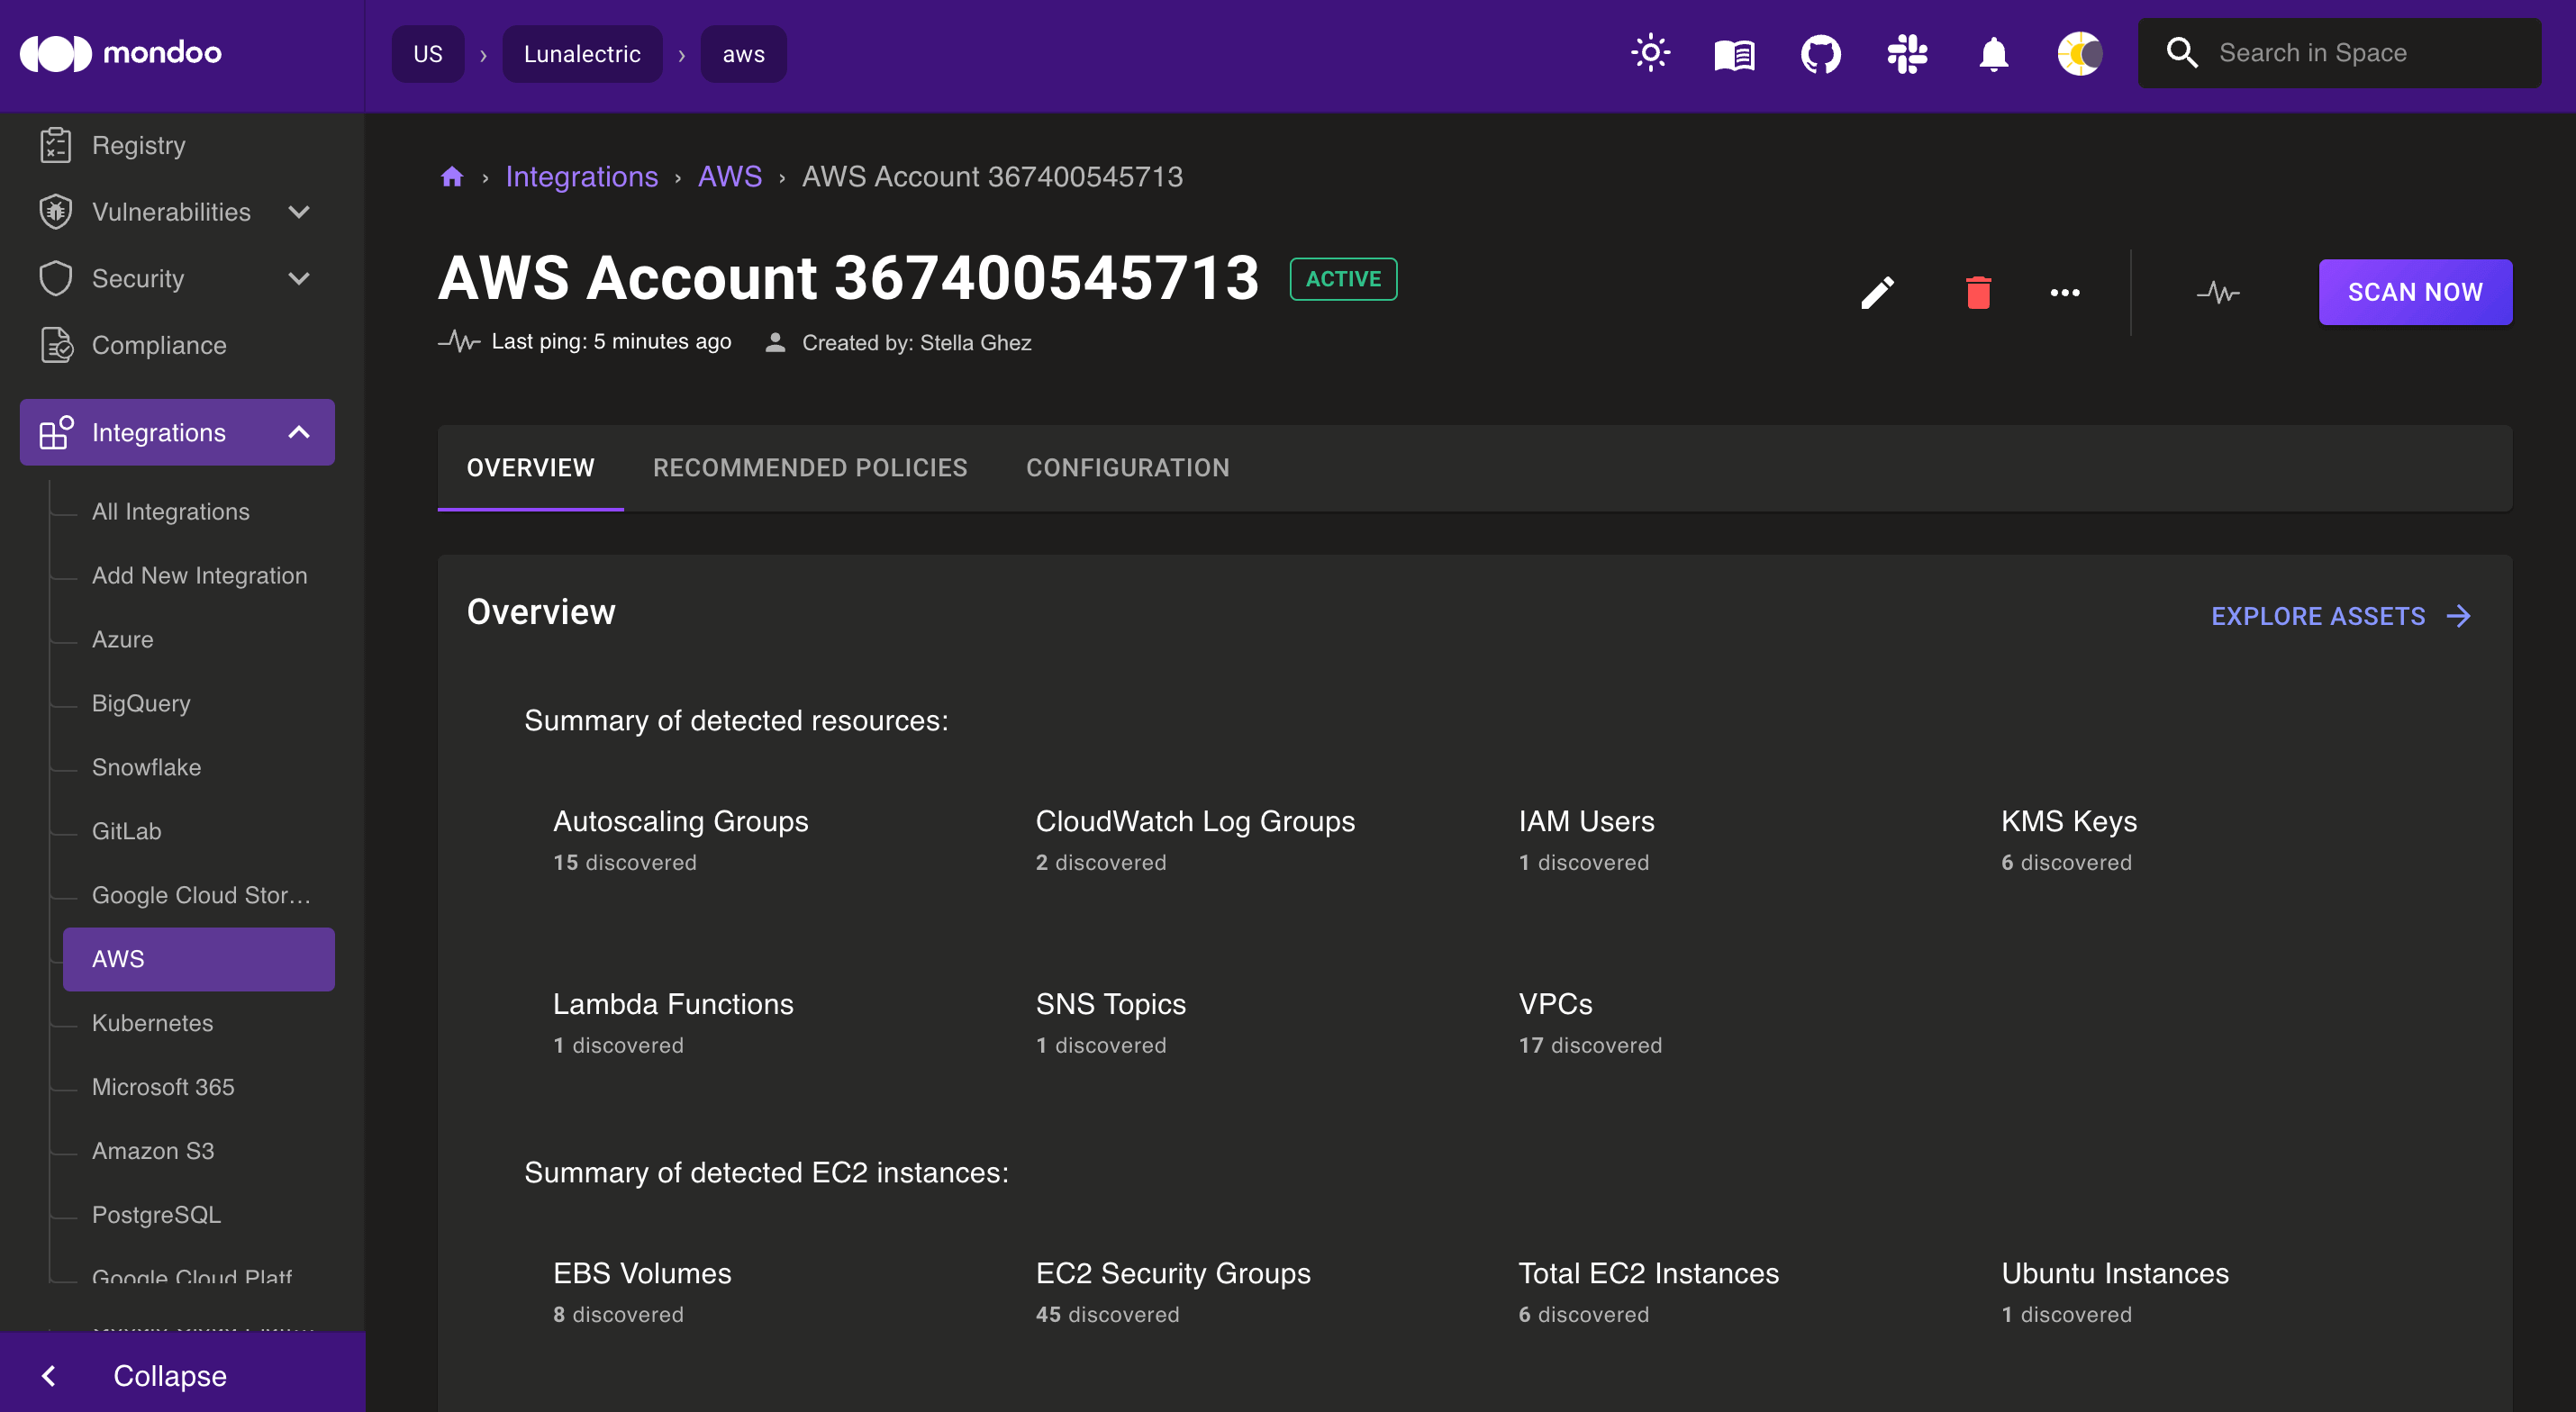 mondoo
US › Lunalectric › aws
Search in Space
Registry
Vulnerabilities
Security
Compliance
Integrations
All Integrations
Add New Integration
Azure
BigQuery
Snowflake
GitLab
Google Cloud Stor...
AWS
Kubernetes
Microsoft 365
Amazon S3
PostgreSQL
Google Cloud Platf
Collapse
› Integrations › AWS › AWS Account 367400545713
AWS Account 367400545713 ACTIVE
Last ping: 5 minutes ago Created by: Stella Ghez
SCAN NOW
OVERVIEW RECOMMENDED POLICIES CONFIGURATION
Overview
EXPLORE ASSETS
Summary of detected resources:
Autoscaling Groups
15 discovered
CloudWatch Log Groups
2 discovered
IAM Users
1 discovered
KMS Keys
6 discovered
Lambda Functions
1 discovered
SNS Topics
1 discovered
VPCs
17 discovered
Summary of detected EC2 instances:
EBS Volumes
8 discovered
EC2 Security Groups
45 discovered
Total EC2 Instances
6 discovered
Ubuntu Instances
1 discovered